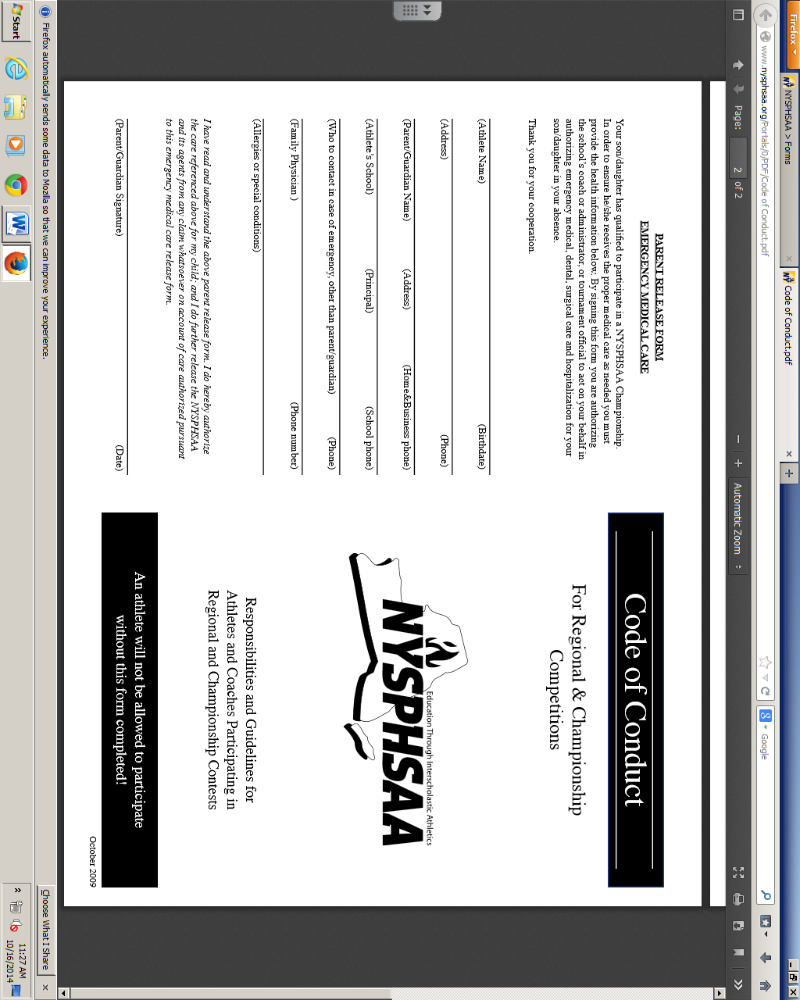 Firefox
NYSPHSAA > Forms
×
Code of Conduct.pdf
×
+
www.nysphsaa.org/Portals/0/PDF/Code of Conduct.pdf
Google
Page: 2 of 2
Automatic Zoom
PARENT RELEASE FORM
EMERGENCY MEDICAL CARE
Your son/daughter has qualified to participate in a NYSPHSAA Championship.
In order to ensure he/she receives the proper medical care as needed you must
provide the health information below. By signing this form you are authorizing
the school's coach or administrator, or tournament official to act on your behalf in
authorizing emergency medical, dental, surgical care and hospitalization for your
son/daughter in your absence.
Thank you for your cooperation.
(Athlete Name) (Birthdate)
(Address) (Phone)
(Parent/Guardian Name) (Address) (Home&Business phone)
(Athlete's School) (Principal) (School phone)
(Who to contact in case of emergency, other than parent/guardian) (Phone)
(Family Physician ) (Phone number)
(Allergies or special conditions)
I have read and understand the above parent release form. I do hereby authorize
the care referenced above for my child; and I do further release the NYSPHSAA
and its agents from any claim whatsoever on account of care authorized pursuant
to this emergency medical care release form.
(Parent/Guardian Signature) (Date)
Code of Conduct
For Regional & Championship
Competitions
Education Through Interscholastic Athletics
NYSPHSAA
Responsibilities and Guidelines for
Athletes and Coaches Participating in
Regional and Championship Contests
An athlete will not be allowed to participate
without this form completed!
October 2009
Firefox automatically sends some data to Mozilla so that we can improve your experience.
Choose What I Share
×
Start
11:27 AM
10/16/2014